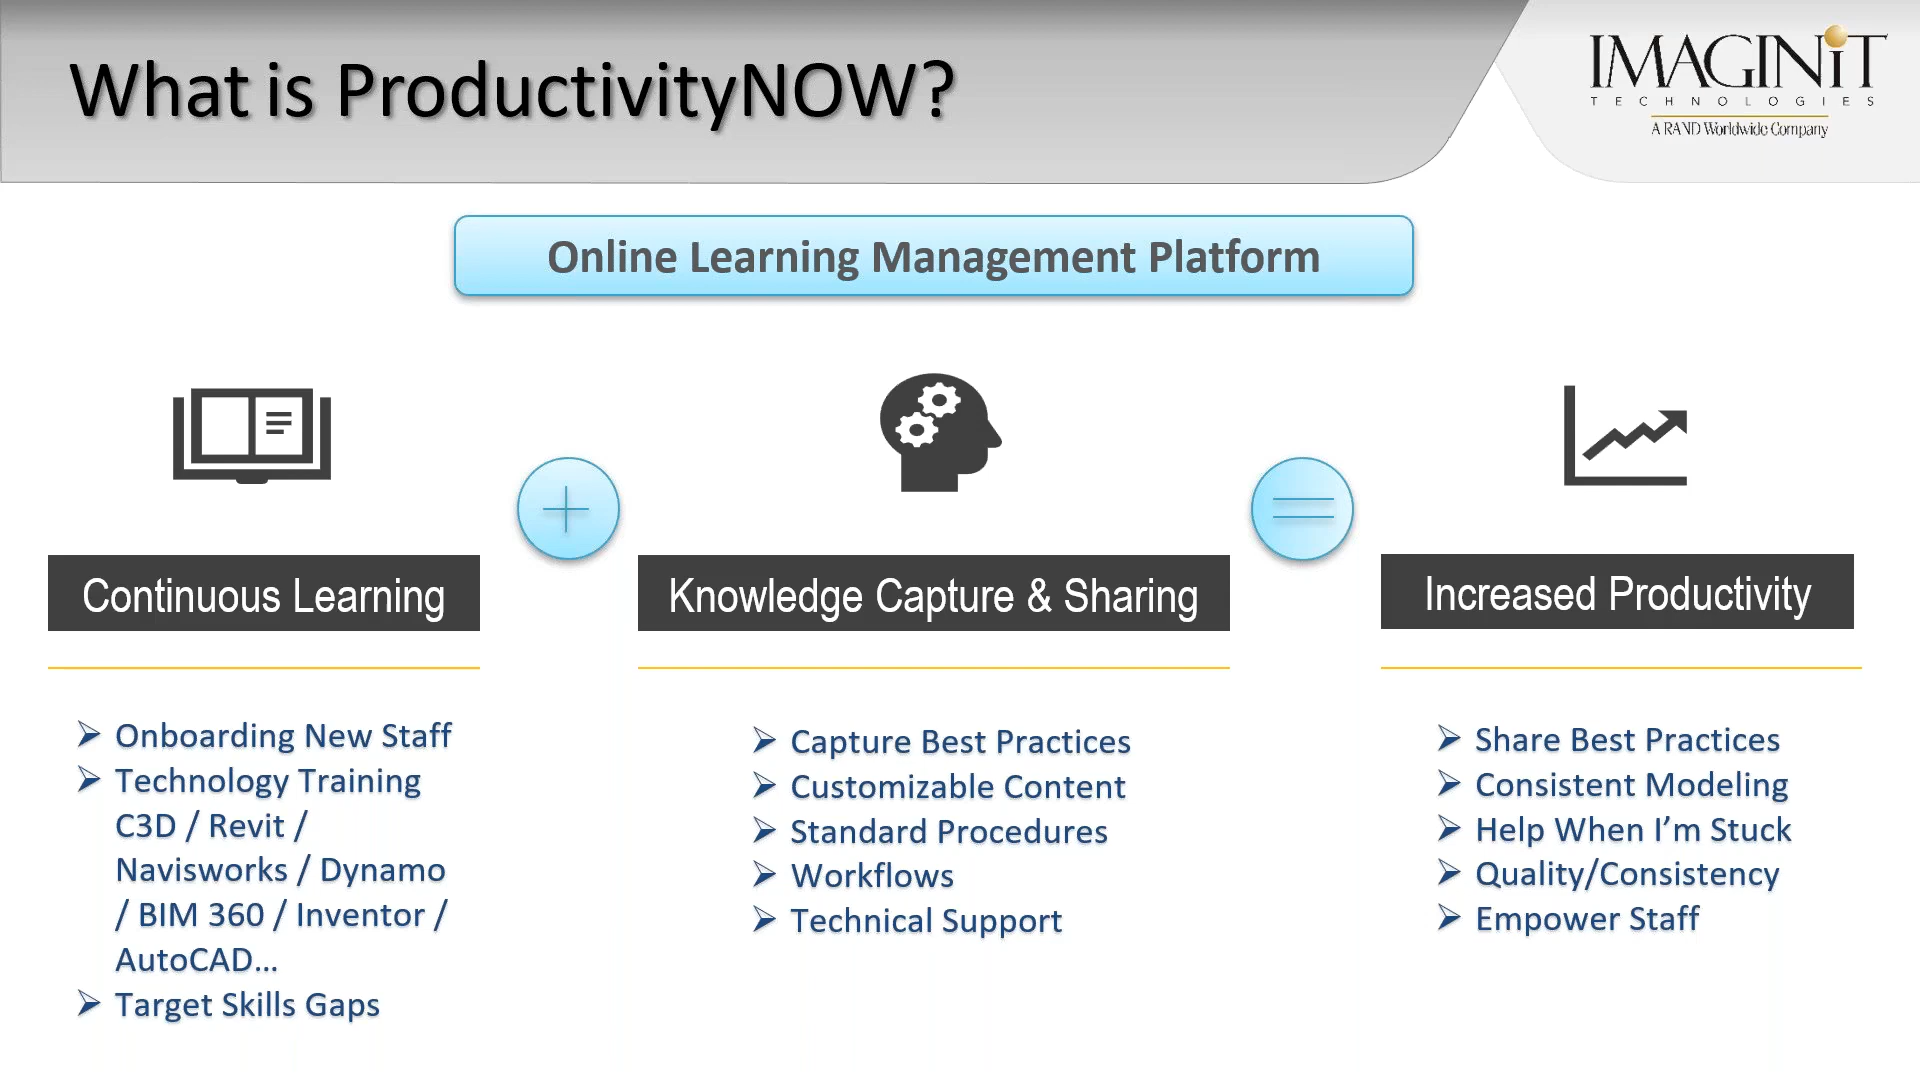 What is ProductivityNOW?
IMAGINiT
TECHNOLOGIES
A RAND Worldwide Company
Online Learning Management Platform
Continuous Learning
Onboarding New Staff
Technology Training
C3D / Revit /
Navisworks / Dynamo
/ BIM 360 / Inventor /
AutoCAD...
Target Skills Gaps
Knowledge Capture & Sharing
Capture Best Practices
Customizable Content
Standard Procedures
Workflows
Technical Support
Increased Productivity
Share Best Practices
Consistent Modeling
Help When I'm Stuck
Quality/Consistency
Empower Staff